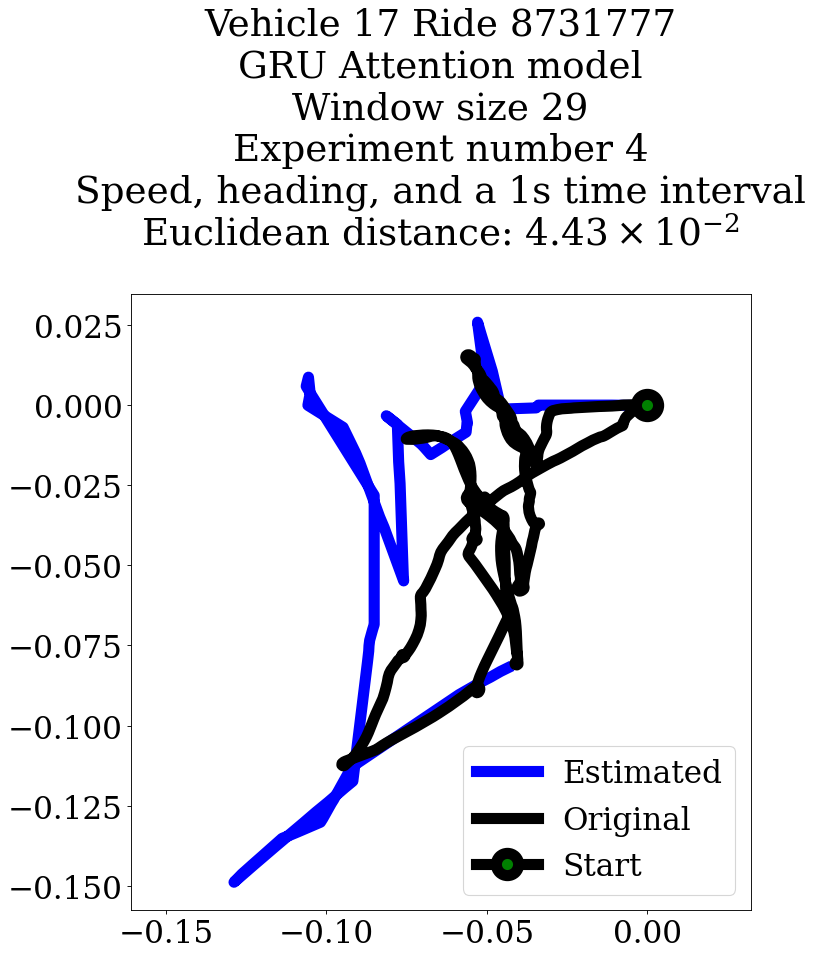 Vehicle 17 Ride 8731777
GRU Attention model
Window size 29
Experiment number 4
Speed, heading, and a 1s time interval
Euclidean distance: 4.43 × 10⁻²
0.025
0.000
−0.025
−0.050
−0.075
−0.100
−0.125
−0.150
Estimated
Original
Start
−0.15 −0.10 −0.05 0.00